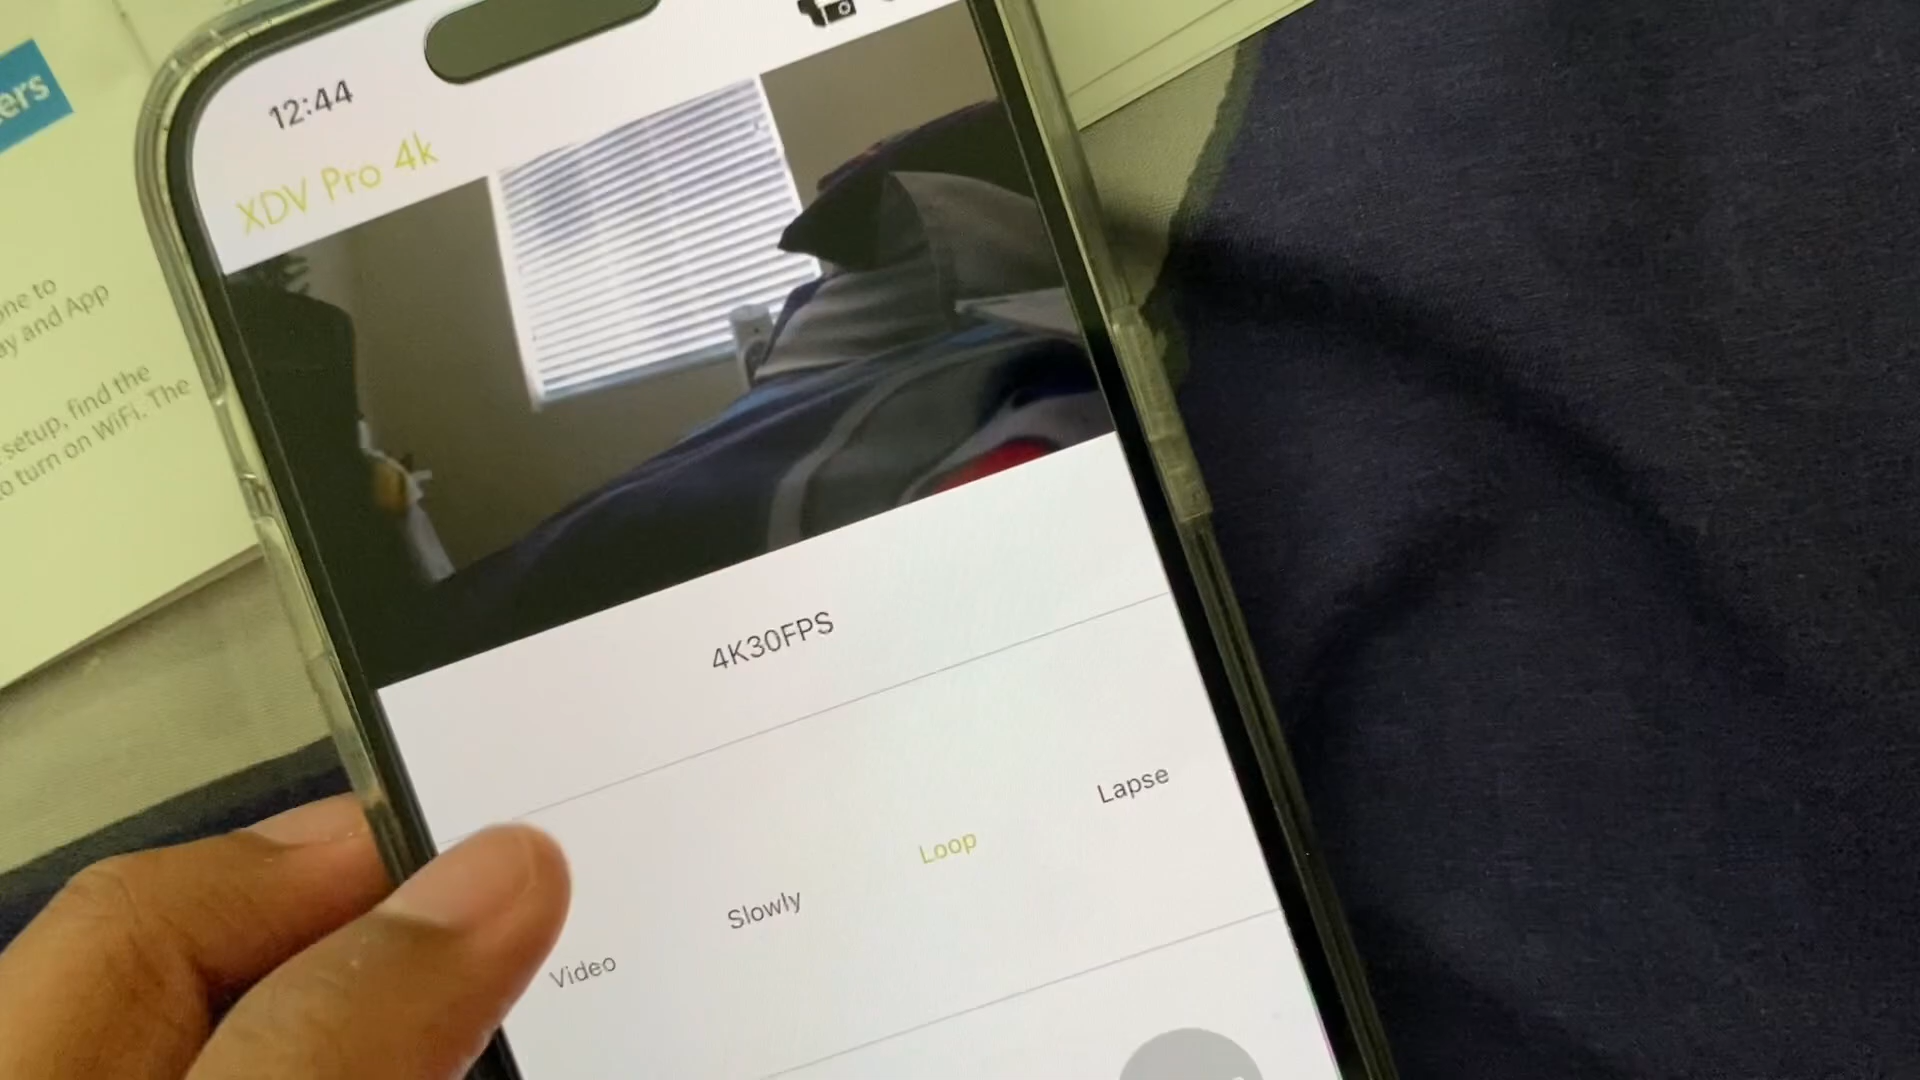 ers
one to
ay and App
setup, find the
to turn on WiFi. The
12:44
XDV Pro 4k
4K30FPS
Video
Slowly
Loop
Lapse